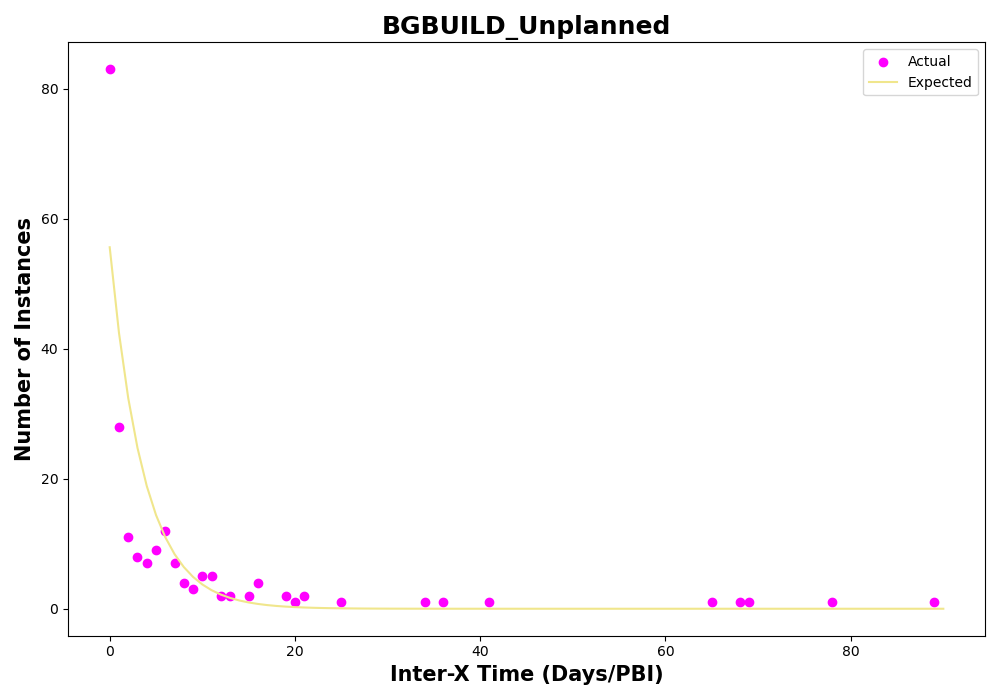 BGBUILD_Unplanned
Actual
Expected
Number of Instances
80
60
40
20
0
0 20 40 60 80
Inter-X Time (Days/PBI)